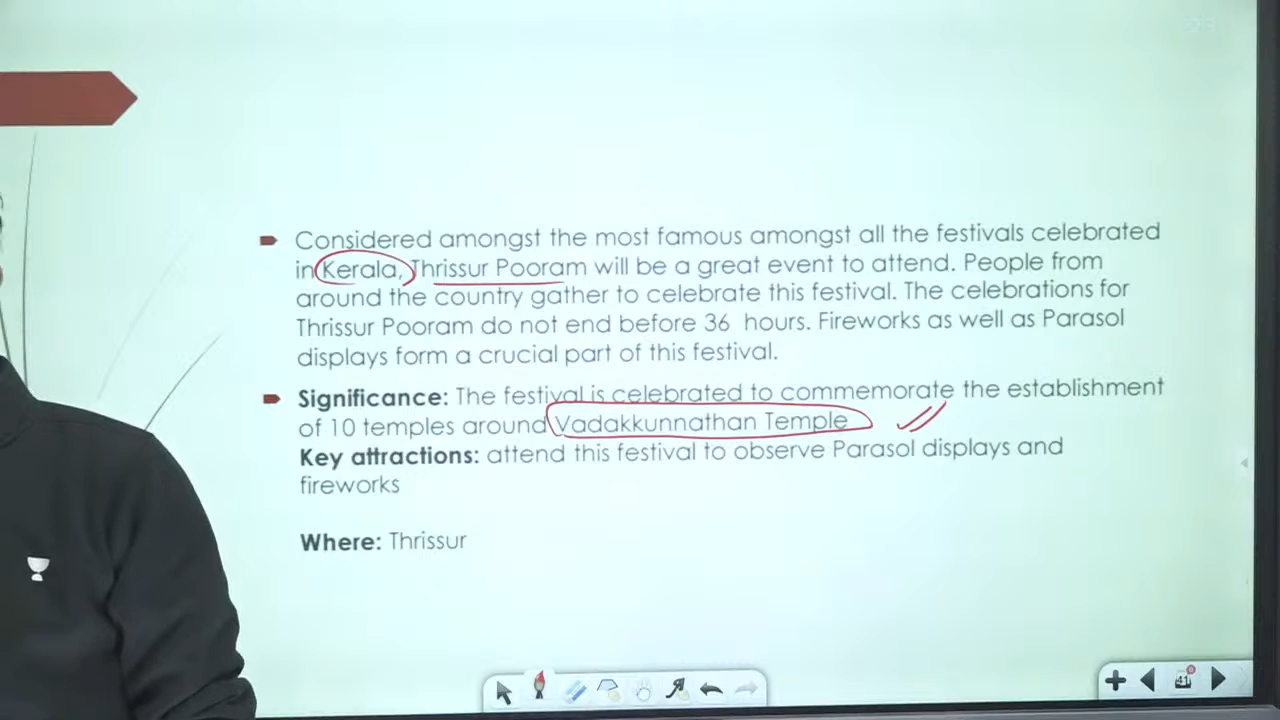 Considered amongst the most famous amongst all the festivals celebrated
in Kerala, Thrissur Pooram will be a great event to attend. People from
around the country gather to celebrate this festival. The celebrations for
Thrissur Pooram do not end before 36 hours. Fireworks as well as Parasol
displays form a crucial part of this festival.
Significance: The festival is celebrated to commemorate the establishment
of 10 temples around Vadakkunnathan Temple
Key attractions: attend this festival to observe Parasol displays and
fireworks
Where: Thrissur
41